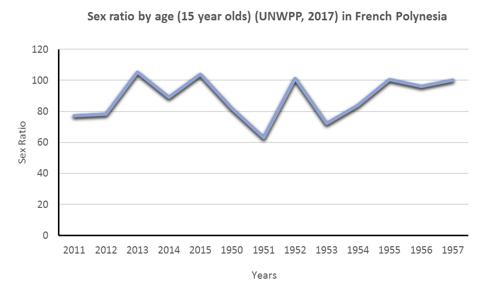 Sex ratio by age (15 year olds) (UNWPP, 2017) in French Polynesia
120
100
80
60
40
20
0
Sex Ratio
2011 2012 2013 2014 2015 1950 1951 1952 1953 1954 1955 1956 1957
Years